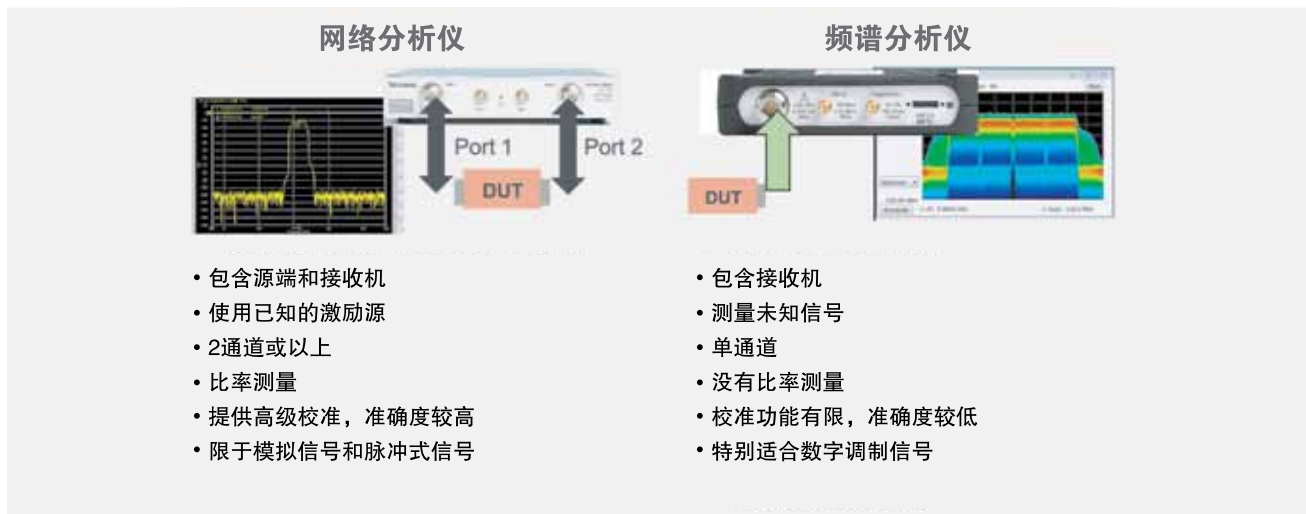 网络分析仪
Port 1
Port 2
DUT
• 包含源端和接收机
• 使用已知的激励源
• 2通道或以上
• 比率测量
• 提供高级校准，准确度较高
• 限于模拟信号和脉冲式信号
频谱分析仪
DUT
• 包含接收机
• 测量未知信号
• 单通道
• 没有比率测量
• 校准功能有限，准确度较低
• 特别适合数字调制信号